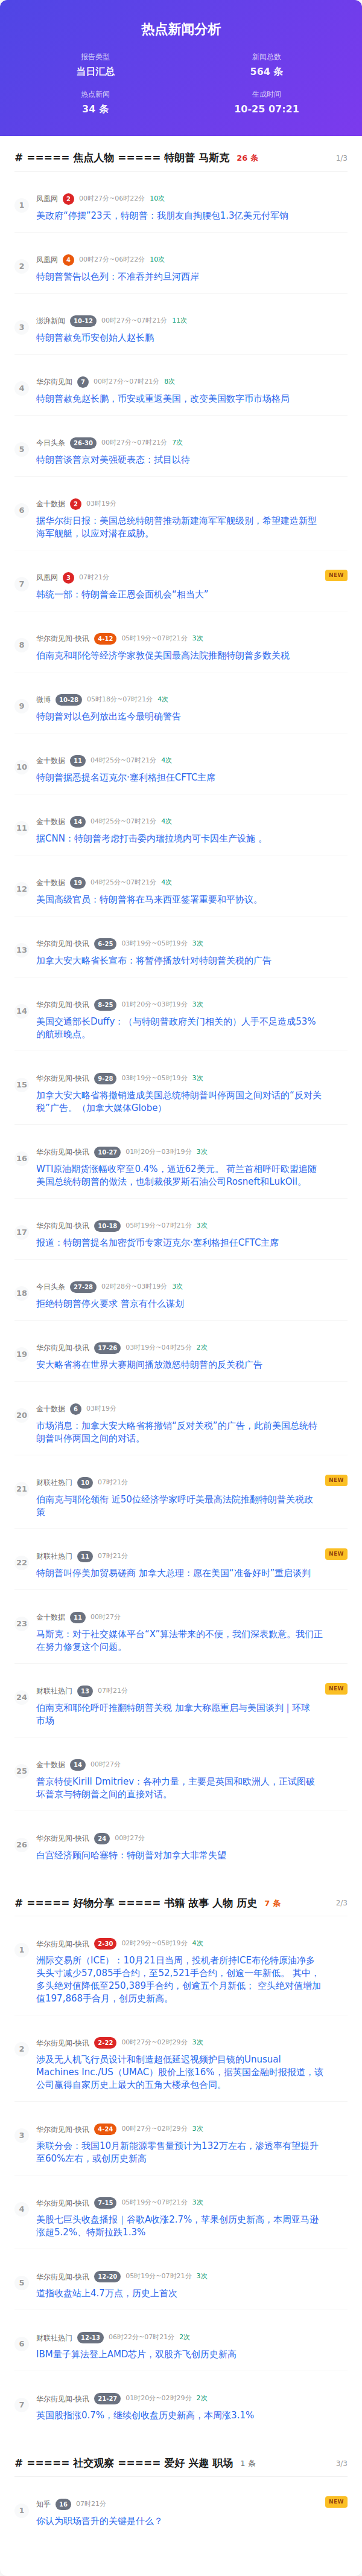 热点新闻分析
报告类型
当日汇总
新闻总数
564 条
热点新闻
34 条
生成时间
10-25 07:21
# ===== 焦点人物 ===== 特朗普 马斯克 26 条 1/3
1
凤凰网 2 00时27分~06时22分 10次
美政府“停摆”23天，特朗普：我朋友自掏腰包1.3亿美元付军饷
2
凤凰网 4 00时27分~06时22分 10次
特朗普警告以色列：不准吞并约旦河西岸
3
澎湃新闻 10-12 00时27分~07时21分 11次
特朗普赦免币安创始人赵长鹏
4
华尔街见闻 7 00时27分~07时21分 8次
特朗普赦免赵长鹏，币安或重返美国，改变美国数字币市场格局
5
今日头条 26-30 00时27分~07时21分 7次
特朗普谈普京对美强硬表态：拭目以待
6
金十数据 2 03时19分
据华尔街日报：美国总统特朗普推动新建海军军舰级别，希望建造新型
海军舰艇，以应对潜在威胁。
7
凤凰网 3 07时21分 NEW
韩统一部：特朗普金正恩会面机会“相当大”
8
华尔街见闻-快讯 4-12 05时19分~07时21分 3次
伯南克和耶伦等经济学家敦促美国最高法院推翻特朗普多数关税
9
微博 10-28 05时18分~07时21分 4次
特朗普对以色列放出迄今最明确警告
10
金十数据 11 04时25分~07时21分 4次
特朗普据悉提名迈克尔·塞利格担任CFTC主席
11
金十数据 14 04时25分~07时21分 4次
据CNN：特朗普考虑打击委内瑞拉境内可卡因生产设施 。
12
金十数据 19 04时25分~07时21分 4次
美国高级官员：特朗普将在马来西亚签署重要和平协议。
13
华尔街见闻-快讯 6-25 03时19分~05时19分 3次
加拿大安大略省长宣布：将暂停播放针对特朗普关税的广告
14
华尔街见闻-快讯 8-25 01时20分~03时19分 3次
美国交通部长Duffy：（与特朗普政府关门相关的）人手不足造成53%
的航班晚点。
15
华尔街见闻-快讯 9-28 03时19分~05时19分 3次
加拿大安大略省将撤销造成美国总统特朗普叫停两国之间对话的“反对关
税”广告。（加拿大媒体Globe）
16
华尔街见闻-快讯 10-27 01时20分~03时19分 3次
WTI原油期货涨幅收窄至0.4%，逼近62美元。 荷兰首相呼吁欧盟追随
美国总统特朗普的做法，也制裁俄罗斯石油公司Rosneft和LukOil。
17
华尔街见闻-快讯 10-18 05时19分~07时21分 3次
报道：特朗普提名加密货币专家迈克尔·塞利格担任CFTC主席
18
今日头条 27-28 02时28分~03时19分 3次
拒绝特朗普停火要求 普京有什么谋划
19
华尔街见闻-快讯 17-26 03时19分~04时25分 2次
安大略省将在世界大赛期间播放激怒特朗普的反关税广告
20
金十数据 6 03时19分
市场消息：加拿大安大略省将撤销“反对关税”的广告，此前美国总统特
朗普叫停两国之间的对话。
21
财联社热门 10 07时21分 NEW
伯南克与耶伦领衔 近50位经济学家呼吁美最高法院推翻特朗普关税政
策
22
财联社热门 11 07时21分 NEW
特朗普叫停美加贸易磋商 加拿大总理：愿在美国“准备好时”重启谈判
23
金十数据 11 00时27分
马斯克：对于社交媒体平台“X”算法带来的不便，我们深表歉意。我们正
在努力修复这个问题。
24
财联社热门 13 07时21分 NEW
伯南克和耶伦呼吁推翻特朗普关税 加拿大称愿重启与美国谈判 | 环球
市场
25
金十数据 14 00时27分
普京特使Kirill Dmitriev：各种力量，主要是英国和欧洲人，正试图破
坏普京与特朗普之间的直接对话。
26
华尔街见闻-快讯 24 00时27分
白宫经济顾问哈塞特：特朗普对加拿大非常失望
# ===== 好物分享 ===== 书籍 故事 人物 历史 7 条 2/3
1
华尔街见闻-快讯 2-30 02时29分~05时19分 4次
洲际交易所（ICE）：10月21日当周，投机者所持ICE布伦特原油净多
头头寸减少57,085手合约，至52,521手合约，创逾一年新低。 其中，
多头绝对值降低至250,389手合约，创逾五个月新低； 空头绝对值增加
值197,868手合月，创历史新高。
2
华尔街见闻-快讯 2-22 00时27分~02时29分 3次
涉及无人机飞行员设计和制造超低延迟视频护目镜的Unusual
Machines Inc./US（UMAC）股价上涨16%，据英国金融时报报道，该
公司赢得自家历史上最大的五角大楼承包合同。
3
华尔街见闻-快讯 4-24 00时27分~02时29分 3次
乘联分会：我国10月新能源零售量预计为132万左右，渗透率有望提升
至60%左右，或创历史新高
4
华尔街见闻-快讯 7-15 05时19分~07时21分 3次
美股七巨头收盘播报｜谷歌A收涨2.7%，苹果创历史新高，本周亚马逊
涨超5.2%、特斯拉跌1.3%
5
华尔街见闻-快讯 12-20 05时19分~07时21分 3次
道指收盘站上4.7万点，历史上首次
6
财联社热门 12-13 06时22分~07时21分 2次
IBM量子算法登上AMD芯片，双股齐飞创历史新高
7
华尔街见闻-快讯 21-27 01时20分~02时29分 2次
英国股指涨0.7%，继续创收盘历史新高，本周涨3.1%
# ===== 社交观察 ===== 爱好 兴趣 职场 1 条 3/3
1
知乎 16 07时21分 NEW
你认为职场晋升的关键是什么？